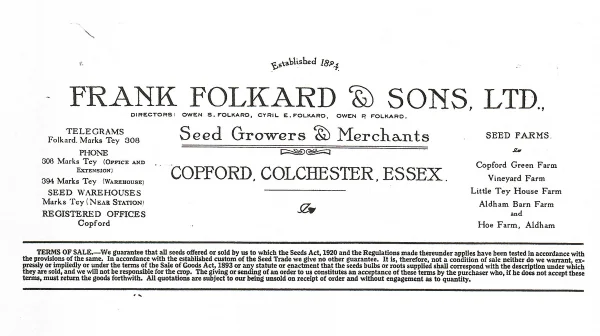 Established 1894.
FRANK FOLKARD & SONS, LTD.,
DIRECTORS: OWEN S. FOLKARD, CYRIL E. FOLKARD, OWEN P. FOLKARD.
Seed Growers & Merchants
COPFORD, COLCHESTER, ESSEX.
TELEGRAMS
Folkard, Marks Tey 308
PHONE
308 Marks Tey (OFFICE AND
EXTENSION)
394 Marks Tey (WAREHOUSE)
SEED WAREHOUSES
Marks Tey (NEAR STATION)
REGISTERED OFFICES
Copford
SEED FARMS
Copford Green Farm
Vineyard Farm
Little Tey House Farm
Aldham Barn Farm
and
Hoe Farm, Aldham
TERMS OF SALE.—We guarantee that all seeds offered or sold by us to which the Seeds Act, 1920 and the Regulations made thereunder applies have been tested in accordance with
the provisions of the same. In accordance with the established custom of the Seed Trade we give no other guarantee. It is, therefore, not a condition of sale neither do we warrant, ex-
pressly or impliedly or under the terms of the Sale of Goods Act, 1893 or any statute or enactment that the seeds bulbs or roots supplied shall correspond with the description under which
they are sold, and we will not be responsible for the crop. The giving or sending of an order to us constitutes an acceptance of these terms by the purchaser who, if he does not accept these
terms, must return the goods forthwith. All quotations are subject to our being unsold on receipt of order and without engagement as to quantity.